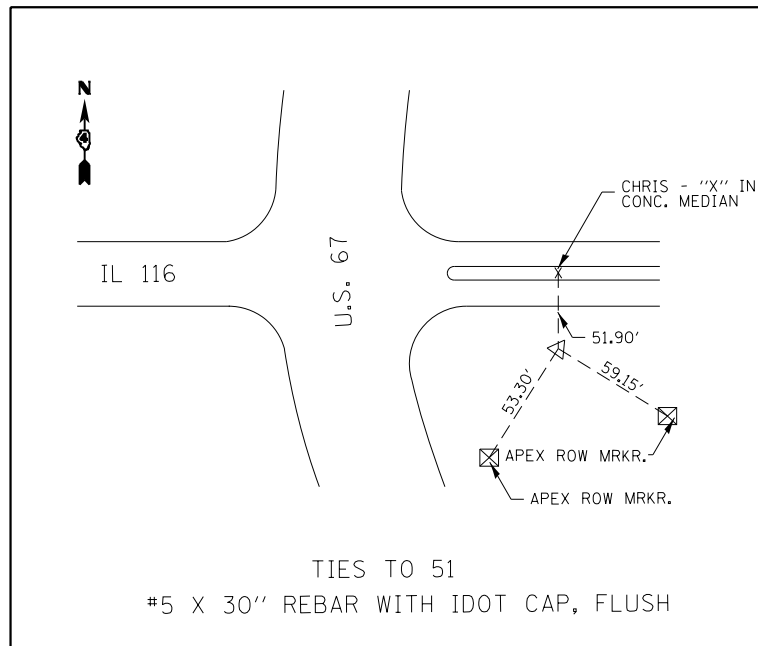 N
4
CHRIS - "X" IN
CONC. MEDIAN
IL 116
U.S. 67
51.90'
53.30'
59.15'
APEX ROW MRKR.
APEX ROW MRKR.
TIES TO 51
#5 X 30" REBAR WITH IDOT CAP, FLUSH